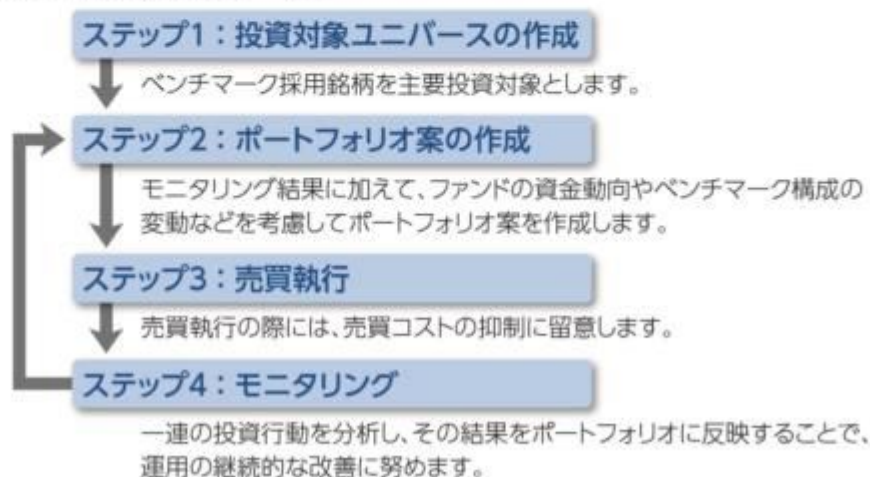 ステップ1：投資対象ユニバースの作成
ベンチマーク採用銘柄を主要投資対象とします。
ステップ2：ポートフォリオ案の作成
モニタリング結果に加えて、ファンドの資金動向やベンチマーク構成の
変動などを考慮してポートフォリオ案を作成します。
ステップ3：売買執行
売買執行の際には、売買コストの抑制に留意します。
ステップ4：モニタリング
一連の投資行動を分析し、その結果をポートフォリオに反映することで、
運用の継続的な改善に努めます。